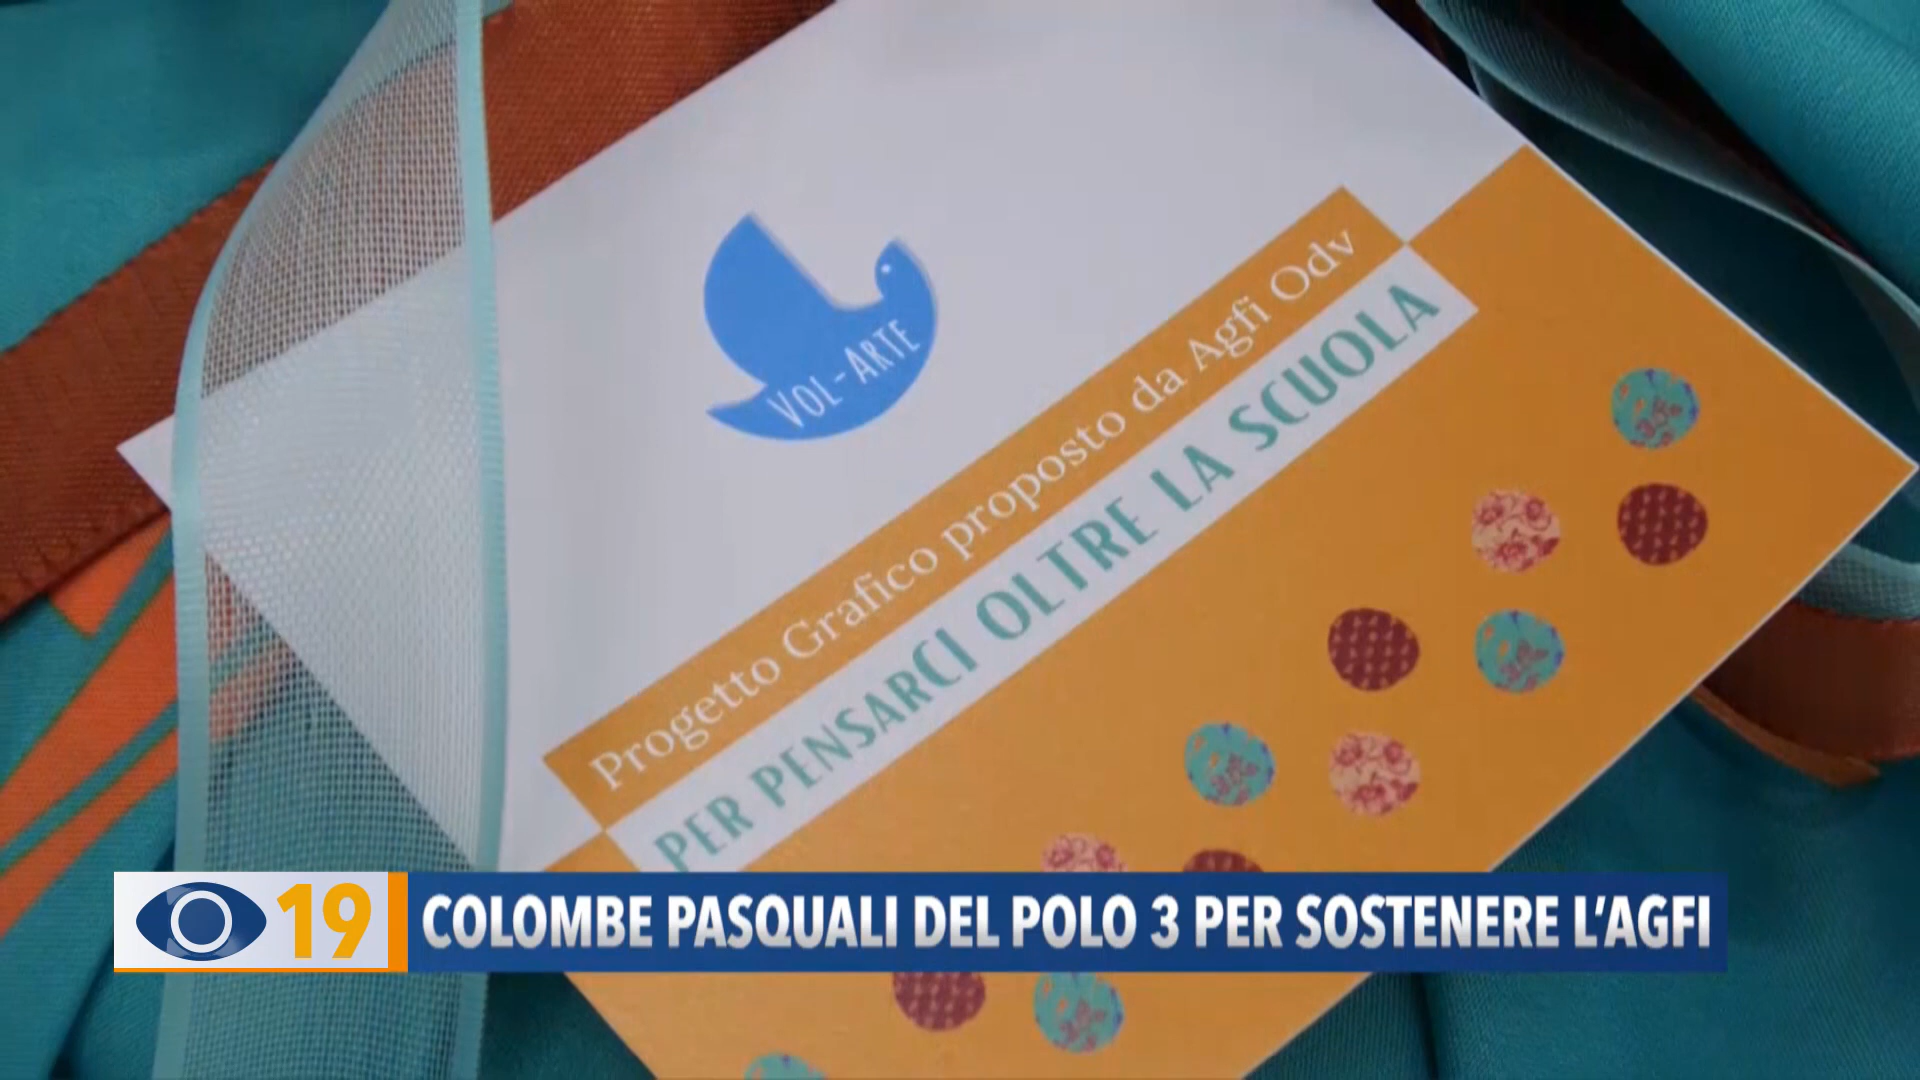 VOL-ARTE
Progetto Grafico proposto da Agfi Odv
PER PENSARCI OLTRE LA SCUOLA
19
COLOMBE PASQUALI DEL POLO 3 PER SOSTENERE L'AGFI